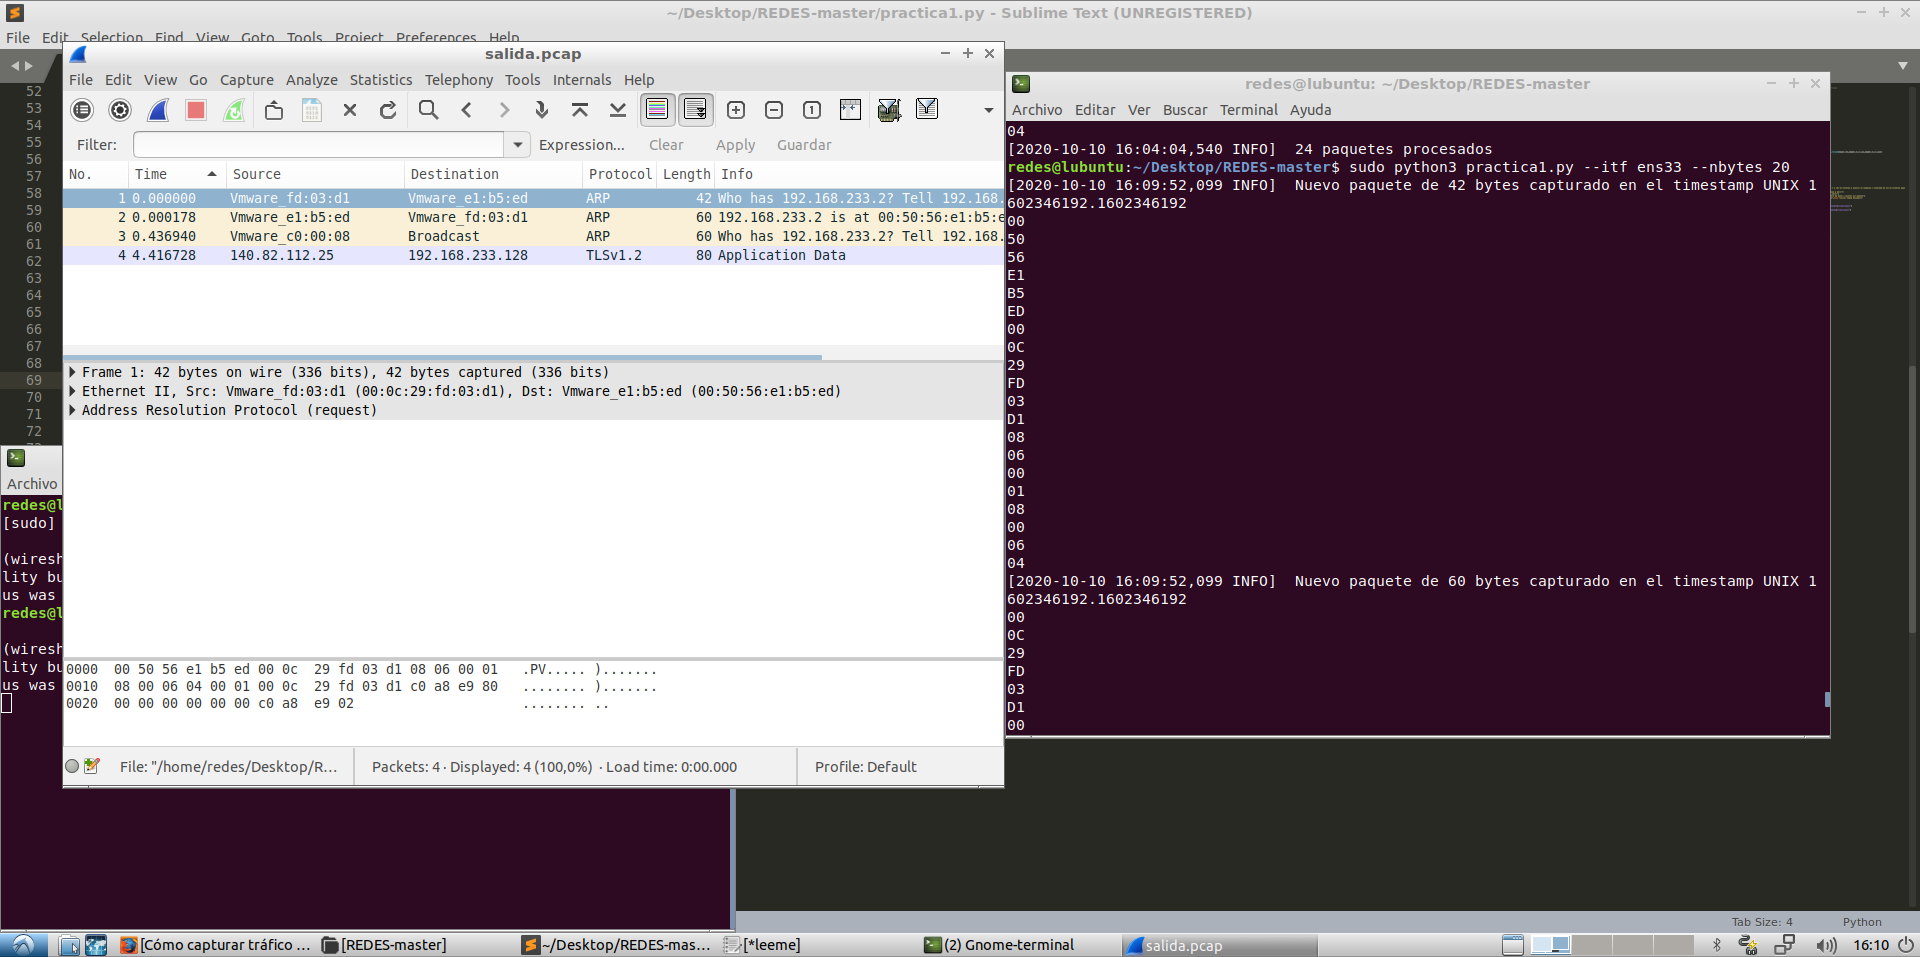 ~/Desktop/REDES-master/practica1.py - Sublime Text (UNREGISTERED)
File Edit Selection Find View Goto Tools Project Preferences Help
52
53
54
55
56
57
58
59
60
61
62
63
64
65
66
67
68
69
70
71
72
salida.pcap
File Edit View Go Capture Analyze Statistics Telephony Tools Internals Help
Filter: Expression... Clear Apply Guardar
No. Time Source Destination Protocol Length Info
1 0.000000 Vmware_fd:03:d1 Vmware_e1:b5:ed ARP 42 Who has 192.168.233.2? Tell 192.168.
2 0.000178 Vmware_e1:b5:ed Vmware_fd:03:d1 ARP 60 192.168.233.2 is at 00:50:56:e1:b5:e
3 0.436940 Vmware_c0:00:08 Broadcast ARP 60 Who has 192.168.233.2? Tell 192.168.
4 4.416728 140.82.112.25 192.168.233.128 TLSv1.2 80 Application Data
Frame 1: 42 bytes on wire (336 bits), 42 bytes captured (336 bits)
Ethernet II, Src: Vmware_fd:03:d1 (00:0c:29:fd:03:d1), Dst: Vmware_e1:b5:ed (00:50:56:e1:b5:ed)
Address Resolution Protocol (request)
0000 00 50 56 e1 b5 ed 00 0c 29 fd 03 d1 08 06 00 01 .PV..... ).......
0010 08 00 06 04 00 01 00 0c 29 fd 03 d1 c0 a8 e9 80 ........ ).......
0020 00 00 00 00 00 00 c0 a8 e9 02 ........ ..
File: "/home/redes/Desktop/R... Packets: 4 · Displayed: 4 (100,0%) · Load time: 0:00.000 Profile: Default
Archivo
redes@l
[sudo]
(wiresh
lity bu
us was
redes@l
(wiresh
lity bu
us was
redes@lubuntu: ~/Desktop/REDES-master
Archivo Editar Ver Buscar Terminal Ayuda
04
[2020-10-10 16:04:04,540 INFO] 24 paquetes procesados
redes@lubuntu:~/Desktop/REDES-master$ sudo python3 practica1.py --itf ens33 --nbytes 20
[2020-10-10 16:09:52,099 INFO] Nuevo paquete de 42 bytes capturado en el timestamp UNIX 1
602346192.1602346192
00
50
56
E1
B5
ED
00
0C
29
FD
03
D1
08
06
00
01
08
00
06
04
[2020-10-10 16:09:52,099 INFO] Nuevo paquete de 60 bytes capturado en el timestamp UNIX 1
602346192.1602346192
00
0C
29
FD
03
D1
00
Tab Size: 4 Python
[Cómo capturar tráfico ... [REDES-master] ~/Desktop/REDES-mas... [*leeme] (2) Gnome-terminal salida.pcap 16:10